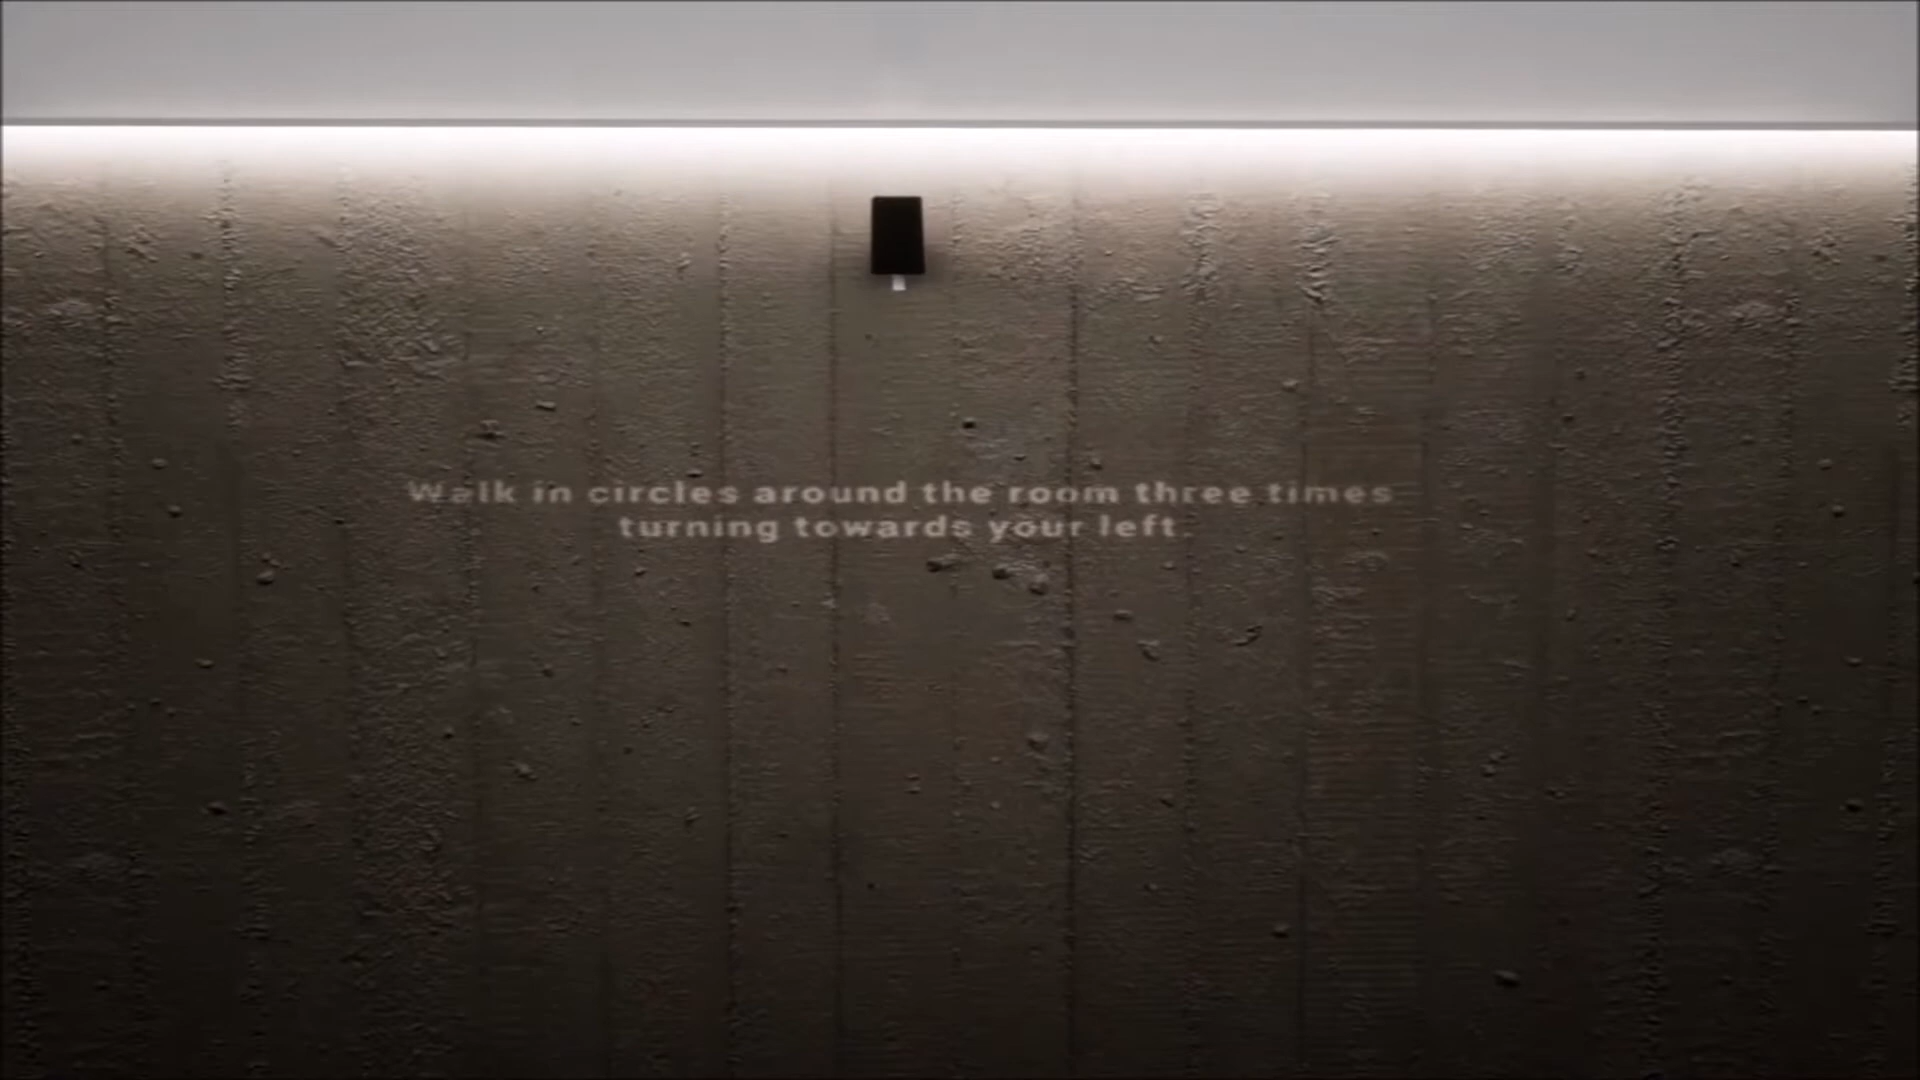 Walk in circles around the room three times
turning towards your left.